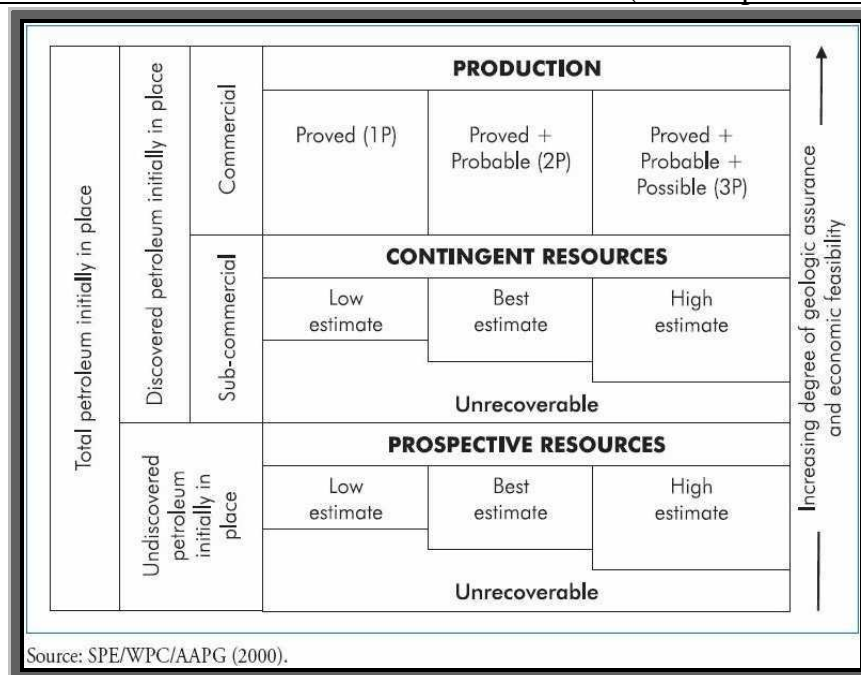 Total petroleum initially in place
Discovered petroleum initially in place
Commercial
PRODUCTION
Proved (1P)
Proved +
Probable (2P)
Proved +
Probable +
Possible (3P)
Sub-commercial
CONTINGENT RESOURCES
Low
estimate
Best
estimate
High
estimate
Unrecoverable
Undiscovered
petroleum
initially in
place
PROSPECTIVE RESOURCES
Low
estimate
Best
estimate
High
estimate
Unrecoverable
Increasing degree of geologic assurance
and economic feasibility
Source: SPE/WPC/AAPG (2000).